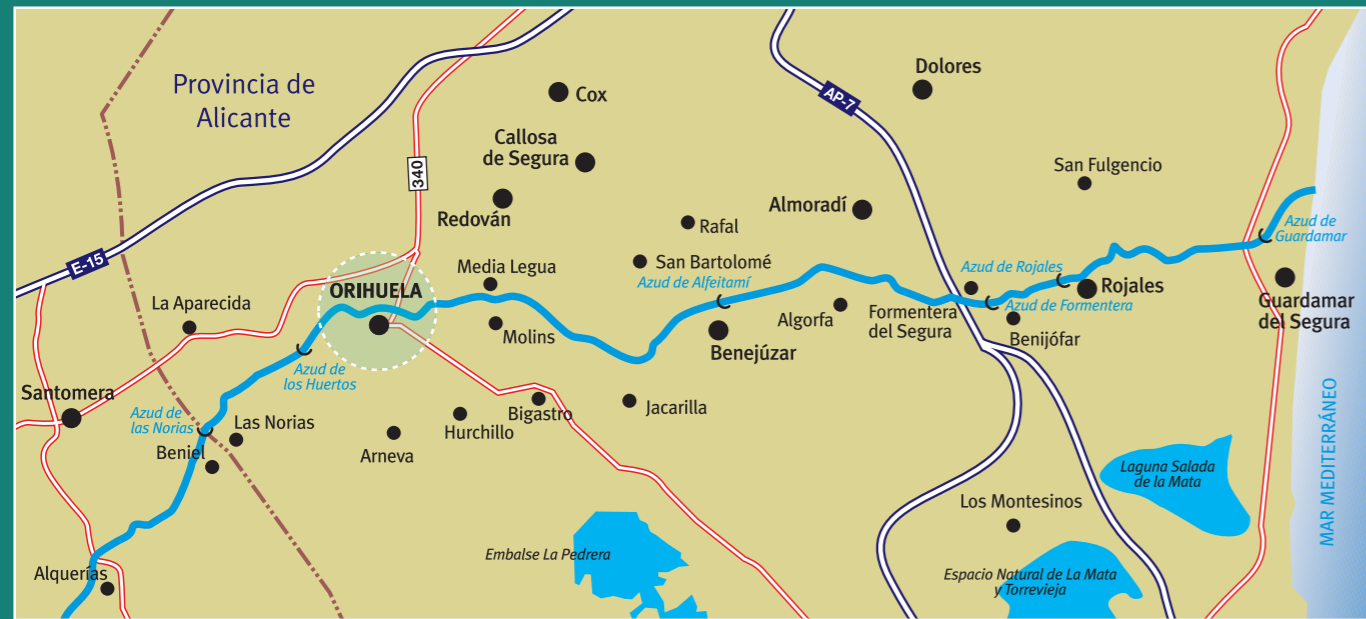 Provincia de
Alicante
E-15
340
AP-7
Cox
Callosa
de Segura
Redován
Dolores
San Fulgencio
Almoradí
Rafal
San Bartolomé
Azud de Alfeitamí
Media Legua
ORIHUELA
La Aparecida
Molins
Azud de
los Huertos
Santomera
Azud de
las Norias
Las Norias
Beniel
Alquerías
Arneva
Hurchillo
Bigastro
Jacarilla
Benejúzar
Algorfa
Formentera
del Segura
Azud de Rojales
Azud de Formentera
Rojales
Benijófar
Azud de
Guardamar
Guardamar
del Segura
MAR MEDITERRÁNEO
Laguna Salada
de la Mata
Los Montesinos
Espacio Natural de La Mata
y Torrevieja
Embalse La Pedrera